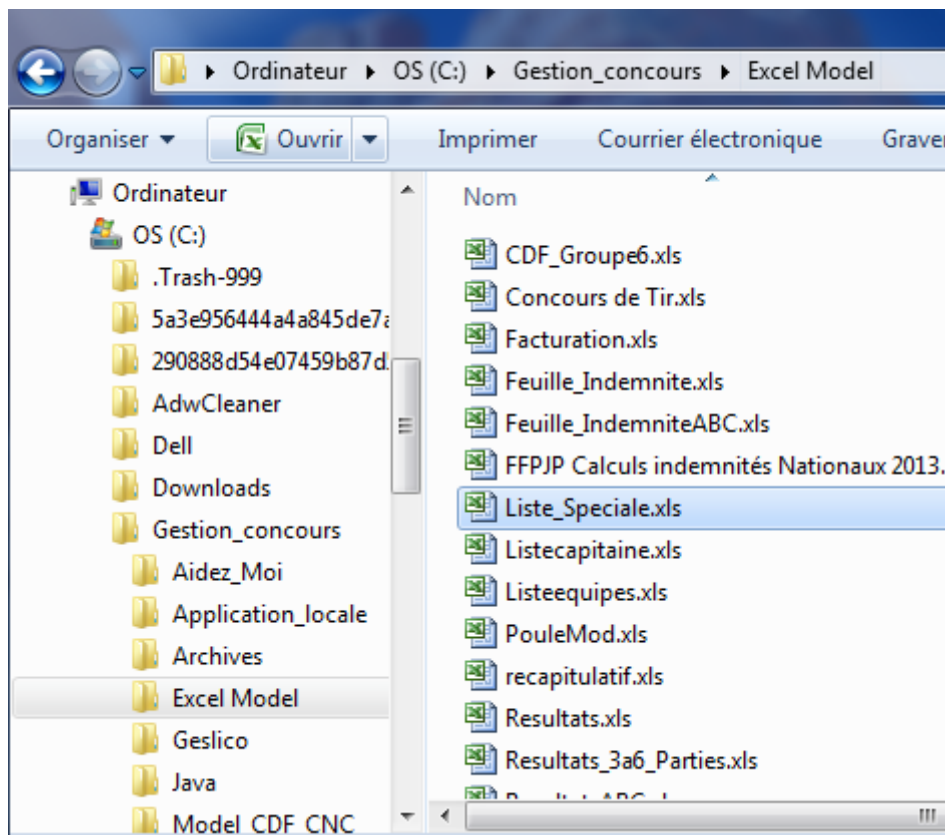 Ordinateur OS (C:) Gestion_concours Excel Model
Organiser Ouvrir Imprimer Courrier électronique Graver
Ordinateur
OS (C:)
.Trash-999
5a3e956444a4a845de7a
290888d54e07459b87d
AdwCleaner
Dell
Downloads
Gestion_concours
Aidez_Moi
Application_locale
Archives
Excel Model
Geslico
Java
Model_CDF_CNC
Nom
CDF_Groupe6.xls
Concours de Tir.xls
Facturation.xls
Feuille_Indemnite.xls
Feuille_IndemniteABC.xls
FFPJP Calculs indemnités Nationaux 2013.
Liste_Speciale.xls
Listecapitaine.xls
Listeequipes.xls
PouleMod.xls
recapitulatif.xls
Resultats.xls
Resultats_3a6_Parties.xls